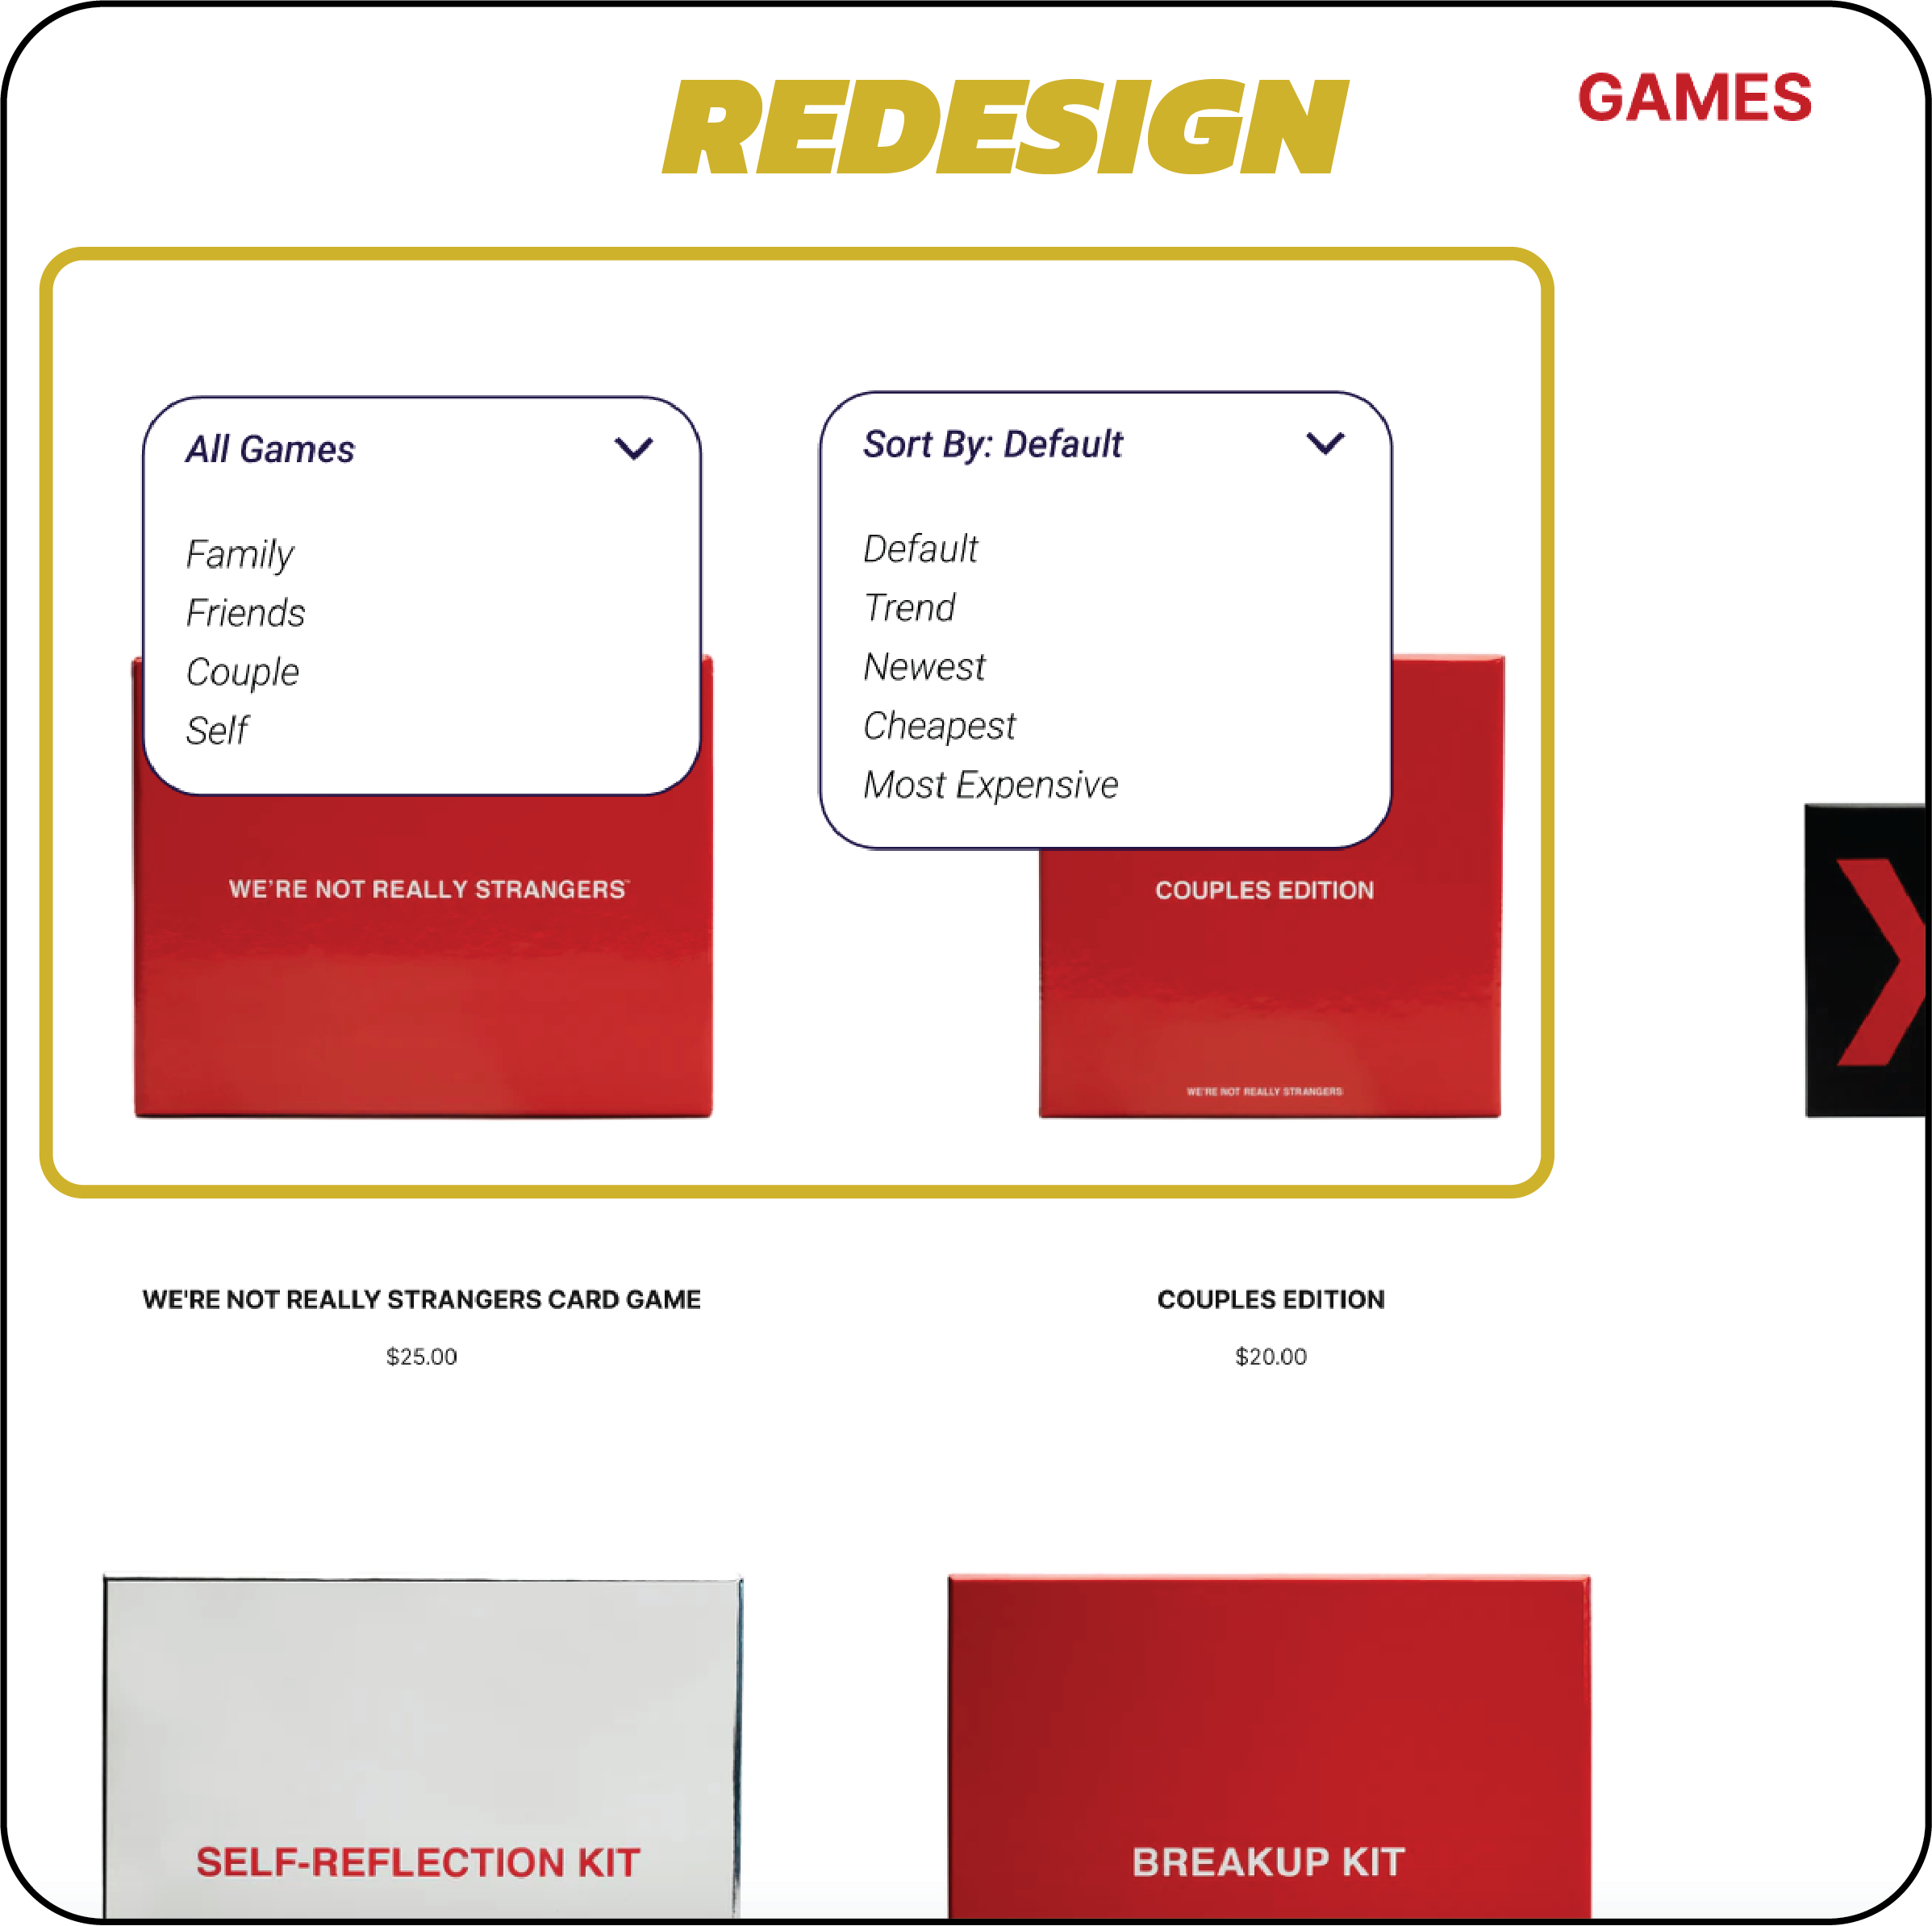 REDESIGN
GAMES
All Games
Family
Friends
Couple
Self
Sort By: Default
Default
Trend
Newest
Cheapest
Most Expensive
WE’RE NOT REALLY STRANGERS™
COUPLES EDITION
WE'RE NOT REALLY STRANGERS
WE'RE NOT REALLY STRANGERS CARD GAME
$25.00
COUPLES EDITION
$20.00
SELF-REFLECTION KIT
BREAKUP KIT